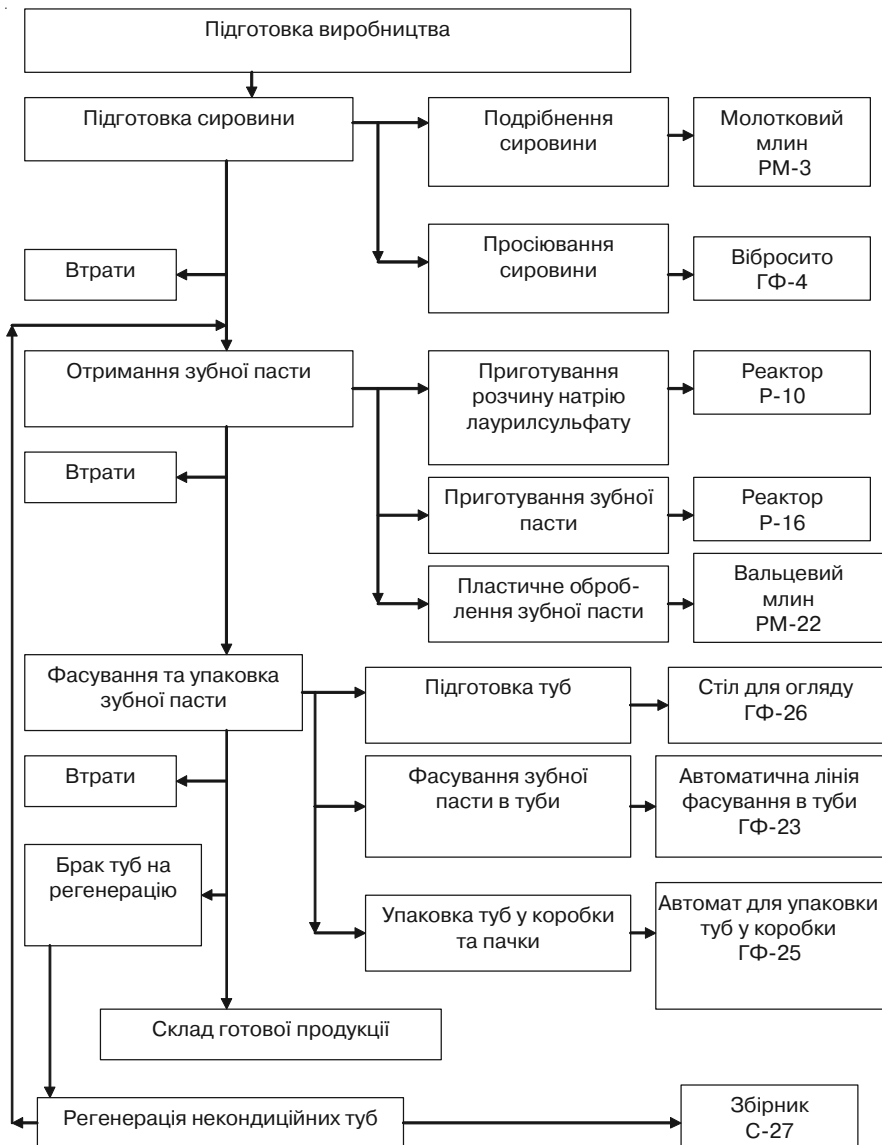 Підготовка виробництва
Підготовка сировини
Подрібнення
сировини
Молотковий
млин
РМ-3
Просіювання
сировини
Вібросито
ГФ-4
Втрати
Отримання зубної пасти
Приготування
розчину натрію
лаурилсульфату
Реактор
Р-10
Втрати
Приготування зубної
пасти
Реактор
Р-16
Пластичне оброб-
лення зубної пасти
Вальцевий
млин
РМ-22
Фасування та упаковка
зубної пасти
Підготовка туб
Стіл для огляду
ГФ-26
Втрати
Фасування зубної
пасти в туби
Автоматична лінія
фасування в туби
ГФ-23
Брак туб на
регенерацію
Упаковка туб у коробки
та пачки
Автомат для упаковки
туб у коробки
ГФ-25
Склад готової продукції
Регенерація некондиційних туб
Збірник
С-27